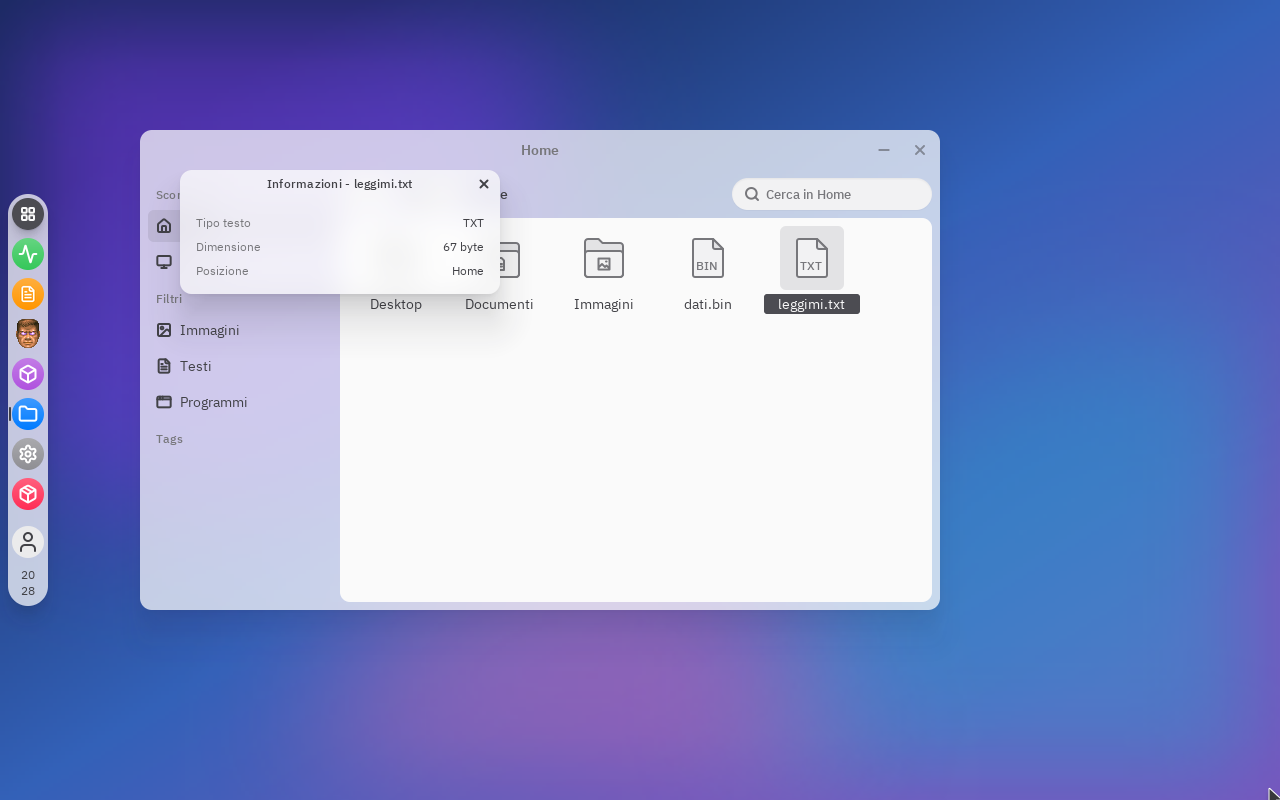 Home
Informazioni - leggimi.txt
Tipo testo TXT
Dimensione 67 byte
Posizione Home
Cerca in Home
Filtri
Immagini
Testi
Programmi
Tags
BIN
TXT
Desktop
Documenti
Immagini
dati.bin
leggimi.txt
20
28